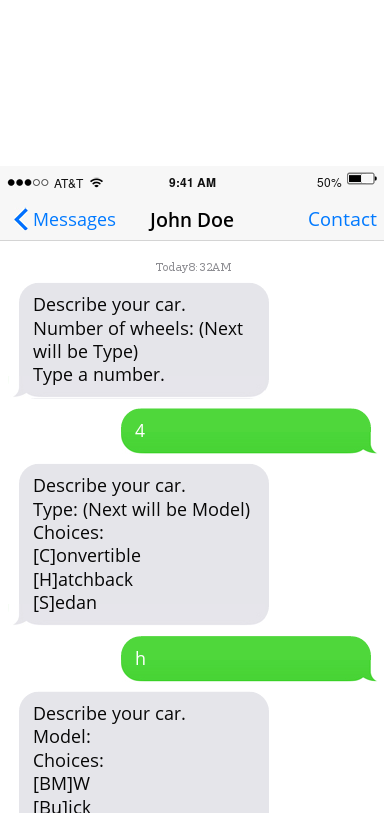 AT&T 9:41 AM 50%
Messages John Doe Contact
Today8:32AM
Describe your car.
Number of wheels: (Next
will be Type)
Type a number.
4
Describe your car.
Type: (Next will be Model)
Choices:
[C]onvertible
[H]atchback
[S]edan
h
Describe your car.
Model:
Choices:
[BM]W
[Bu]ick